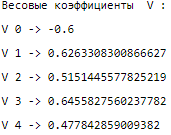 Весовые коэффициенты  V :
V 0 -> -0.6
V 1 -> 0.6263308300866627
V 2 -> 0.5151445577825219
V 3 -> 0.6455827560237782
V 4 -> 0.477842859009382